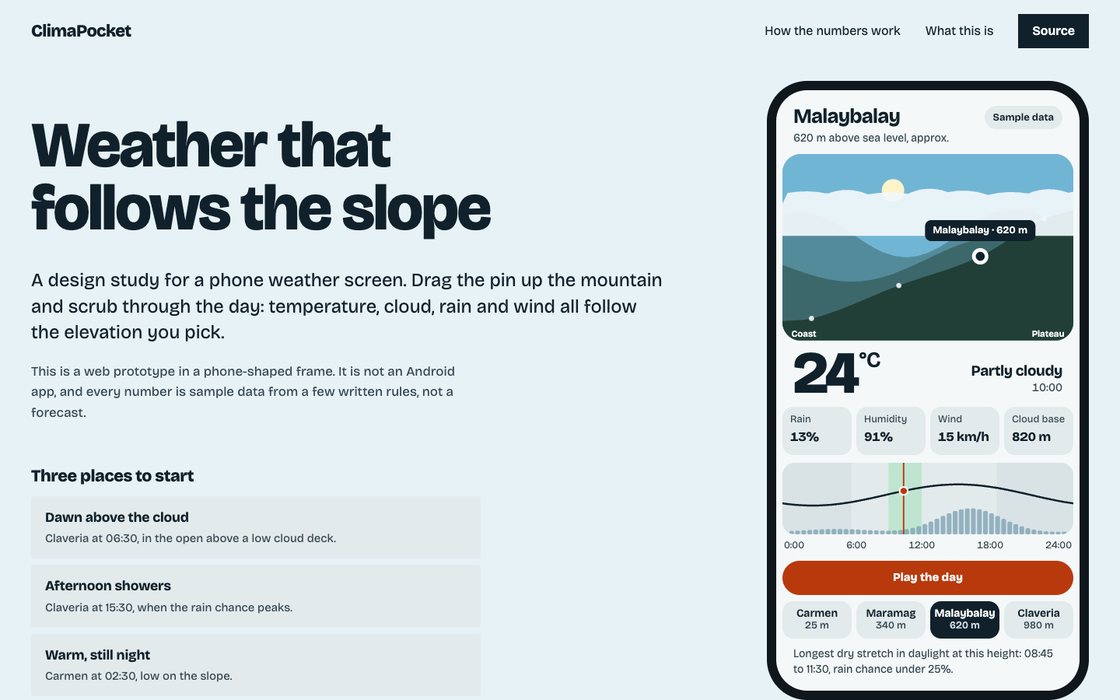 ClimaPocket
How the numbers work
What this is
Source
Weather that
follows the slope
A design study for a phone weather screen. Drag the pin up the mountain
and scrub through the day: temperature, cloud, rain and wind all follow
the elevation you pick.
This is a web prototype in a phone-shaped frame. It is not an Android
app, and every number is sample data from a few written rules, not a
forecast.
Three places to start
Dawn above the cloud
Claveria at 06:30, in the open above a low cloud deck.
Afternoon showers
Claveria at 15:30, when the rain chance peaks.
Warm, still night
Carmen at 02:30, low on the slope.
Malaybalay
Sample data
620 m above sea level, approx.
Malaybalay · 620 m
Coast
Plateau
24°C
Partly cloudy
10:00
Rain
13%
Humidity
91%
Wind
15 km/h
Cloud base
820 m
0:00
6:00
12:00
18:00
24:00
Play the day
Carmen
25 m
Maramag
340 m
Malaybalay
620 m
Claveria
980 m
Longest dry stretch in daylight at this height: 08:45
to 11:30, rain chance under 25%.